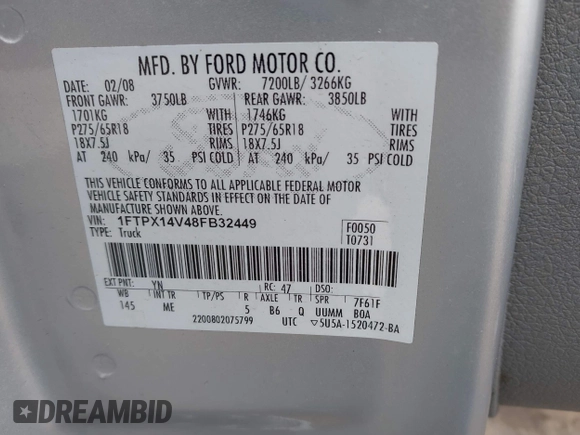 MFD. BY FORD MOTOR CO.
DATE: 02/08 GVWR: 7200LB/ 3266KG
FRONT GAWR: 3750LB REAR GAWR: 3850LB
1701KG WITH 1746KG WITH
P275/65R18 TIRES P275/65R18 TIRES
18X7.5J RIMS 18X7.5J RIMS
AT 240 kPa/ 35 PSI COLD AT 240 kPa/ 35 PSI COLD
THIS VEHICLE CONFORMS TO ALL APPLICABLE FEDERAL MOTOR
VEHICLE SAFETY STANDARDS IN EFFECT ON THE DATE OF
MANUFACTURE SHOWN ABOVE.
VIN: 1FTPX14V48FB32449 F0050
TYPE: Truck T0731
EXT PNT: YN RC: 47 DSO:
WB INT TR TP/PS R AXLE TR SPR 7F61F
145 ME 5 B6 Q UUMM BOA
2200802075799 UTC ▽5U5A-1520472-BA
DREAMBID